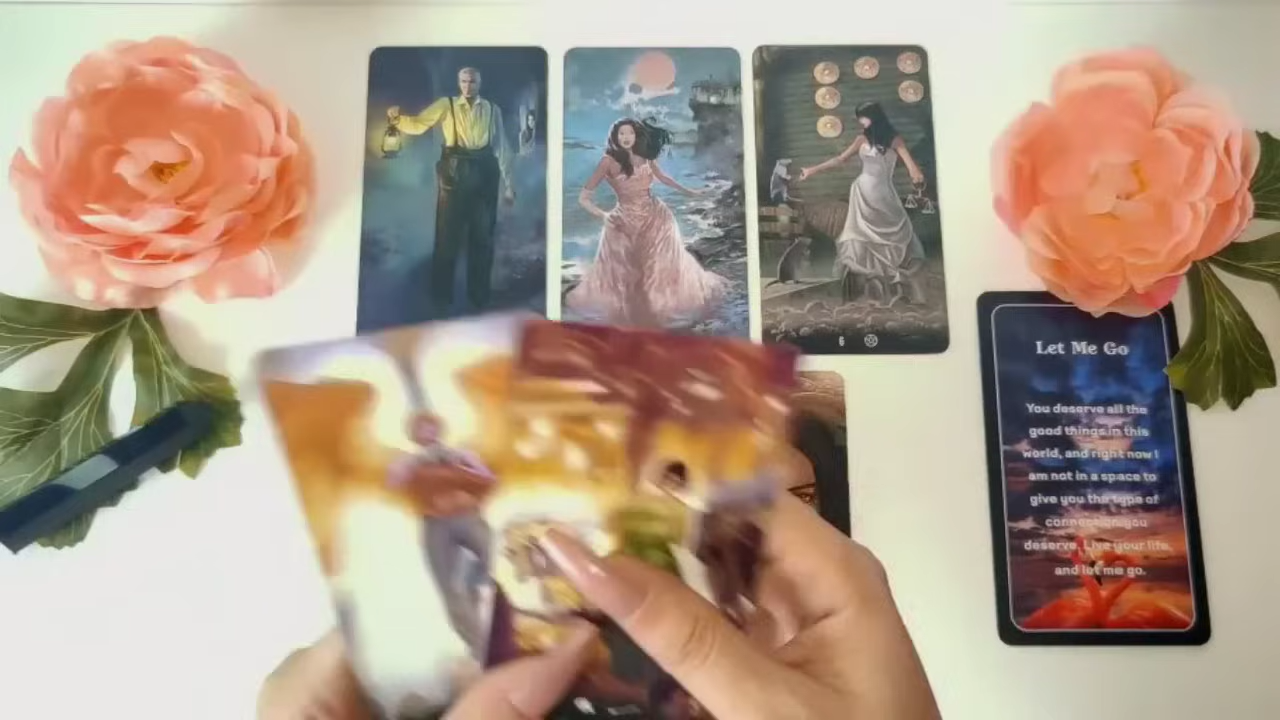 6
Let Me Go
You deserve all the
good things in this
world, and right now I
am not in a space to
give you the type of
connection you
deserve. Live your life,
and let me go.